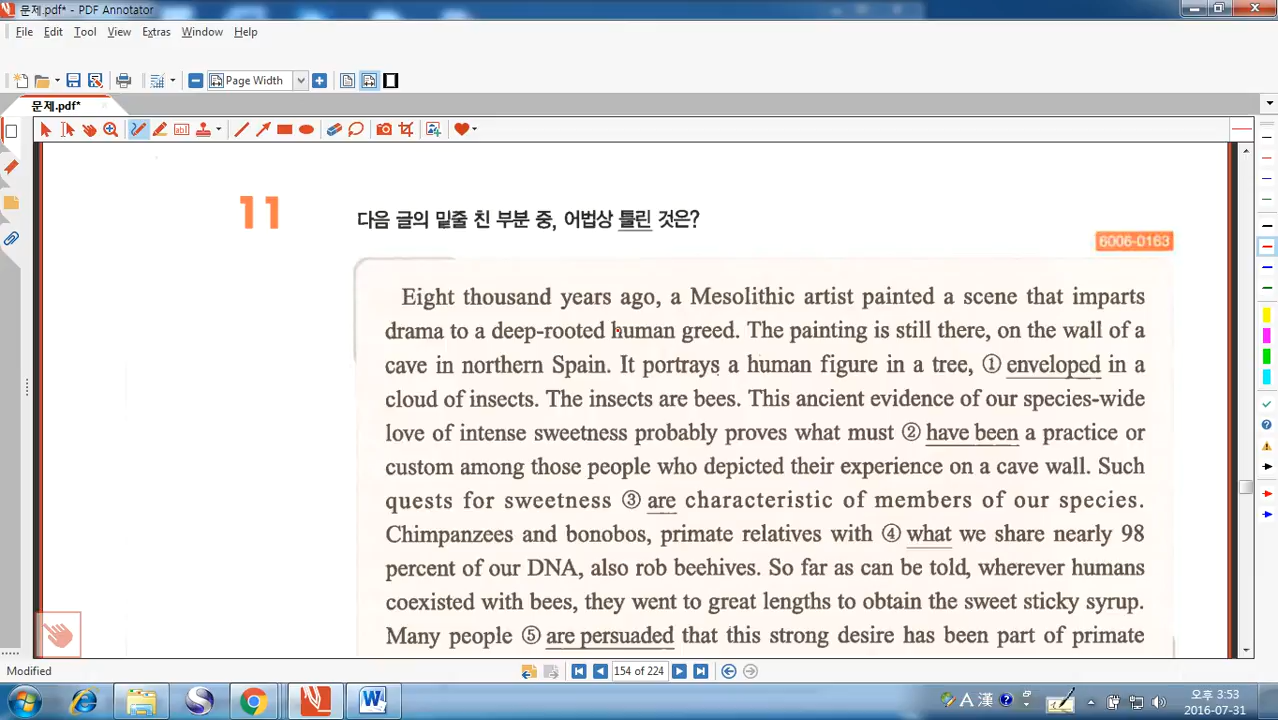 문제.pdf* - PDF Annotator
File Edit Tool View Extras Window Help
Page Width
문제.pdf*
11
다음 글의 밑줄 친 부분 중, 어법상 틀린 것은?
6006-0163
Eight thousand years ago, a Mesolithic artist painted a scene that imparts
drama to a deep-rooted human greed. The painting is still there, on the wall of a
cave in northern Spain. It portrays a human figure in a tree, ① enveloped in a
cloud of insects. The insects are bees. This ancient evidence of our species-wide
love of intense sweetness probably proves what must ② have been a practice or
custom among those people who depicted their experience on a cave wall. Such
quests for sweetness ③ are characteristic of members of our species.
Chimpanzees and bonobos, primate relatives with ④ what we share nearly 98
percent of our DNA, also rob beehives. So far as can be told, wherever humans
coexisted with bees, they went to great lengths to obtain the sweet sticky syrup.
Many people ⑤ are persuaded that this strong desire has been part of primate
Modified
154 of 224
A 漢
오후 3:53
2016-07-31